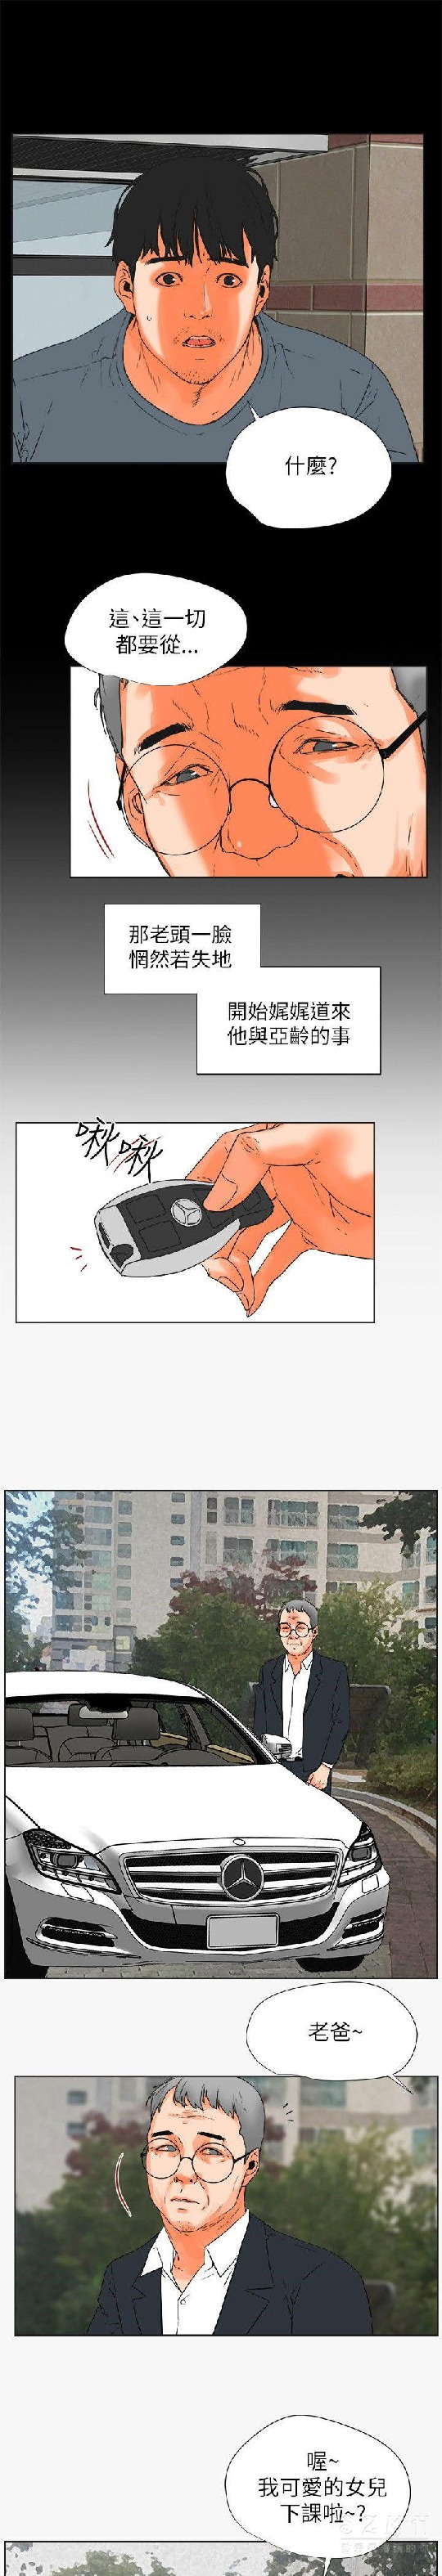 什麼?
這、這一切
都要從...
那老頭一臉
惘然若失地
開始娓娓道來
他與亞齡的事
啾啾
老爸~
喔~
我可愛的女兒
下課啦~?